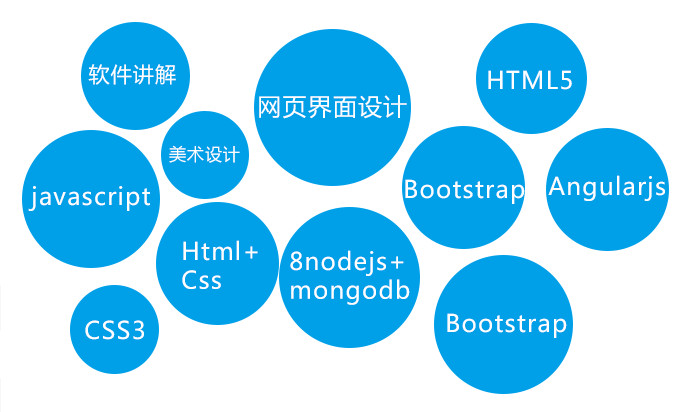 软件讲解
网页界面设计
HTML5
美术设计
javascript
Bootstrap
Angularjs
Html+
Css
8nodejs+
mongodb
CSS3
Bootstrap